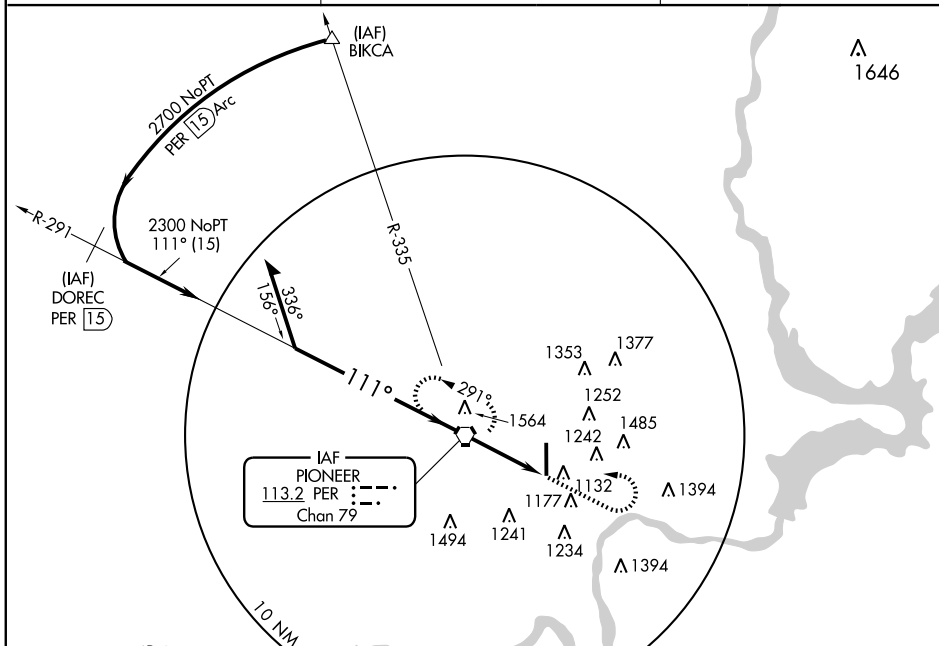 (IAF)
BIKCA
1646
2700 NoPT
PER 15 Arc
R-291
2300 NoPT
111° (15)
R-335
(IAF)
DOREC
PER 15
336°
156°
111°
291°
1564
1353
1377
1252
1242
1485
1132
1177
1394
1494
1241
1234
1394
IAF
PIONEER
113.2 PER
Chan 79
10 NM